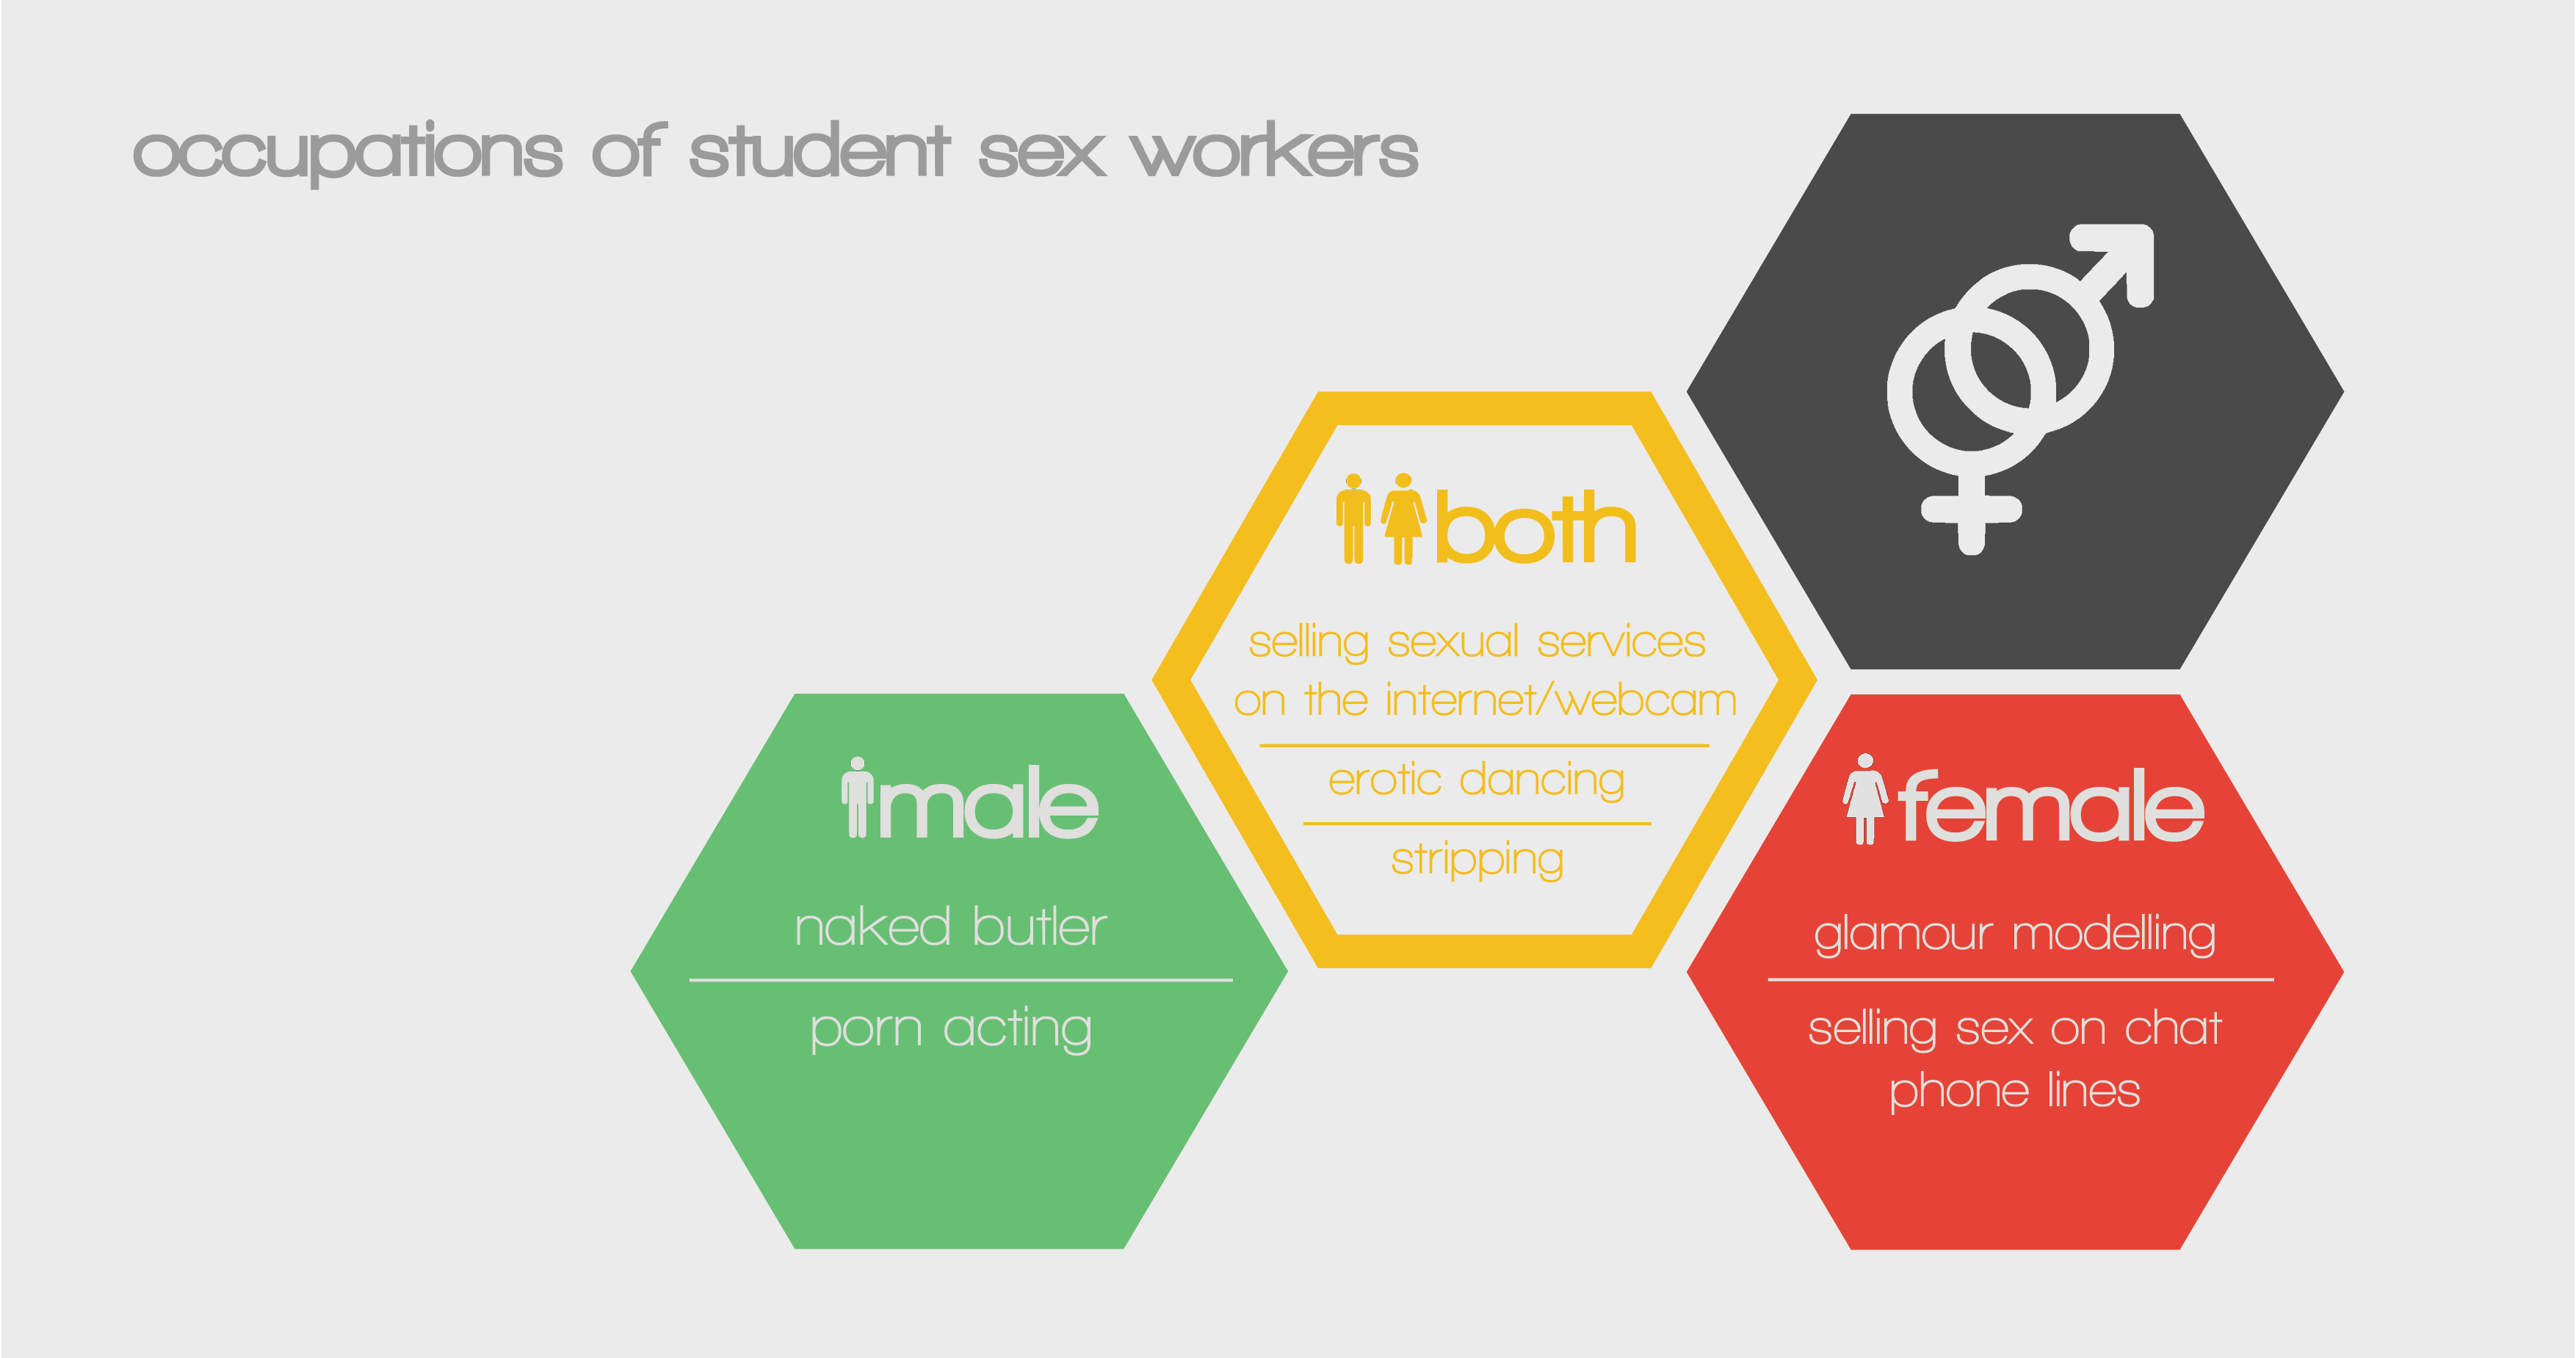 occupations of student sex workers
both
selling sexual services
on the internet/webcam
erotic dancing
stripping
male
naked butler
porn acting
female
glamour modelling
selling sex on chat
phone lines